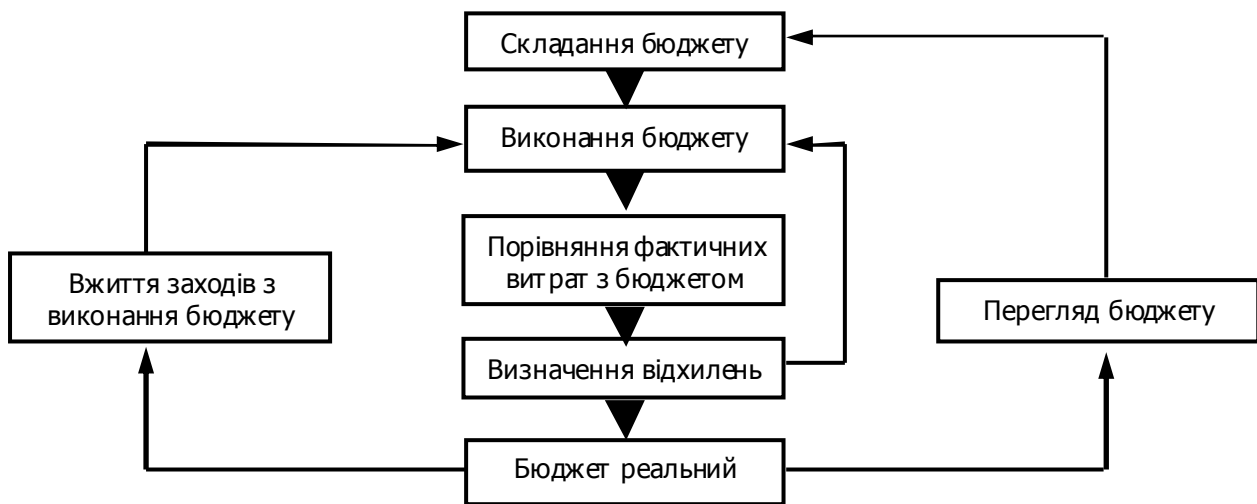 Складання бюджету
Виконання бюджету
Порівняння фактичних
витрат з бюджетом
Вжиття заходів з
виконання бюджету
Перегляд бюджету
Визначення відхилень
Бюджет реальний